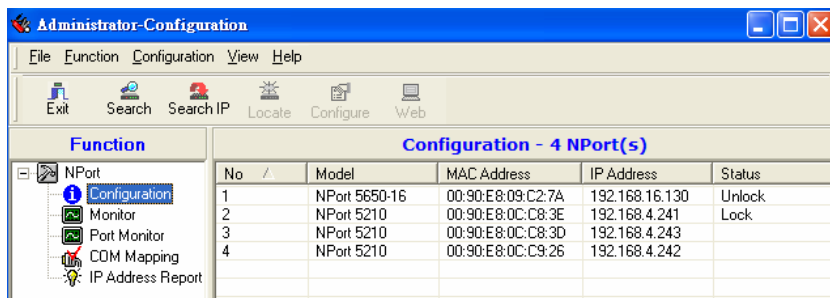 Administrator-Configuration
File Function Configuration View Help
Exit Search Search IP Locate Configure Web
Function
Configuration - 4 NPort(s)
NPort
Configuration
Monitor
Port Monitor
COM Mapping
IP Address Report
No Model MAC Address IP Address Status
1 NPort 5650-16 00:90:E8:09:C2:7A 192.168.16.130 Unlock
2 NPort 5210 00:90:E8:0C:C8:3E 192.168.4.241 Lock
3 NPort 5210 00:90:E8:0C:C8:3D 192.168.4.243
4 NPort 5210 00:90:E8:0C:C9:26 192.168.4.242